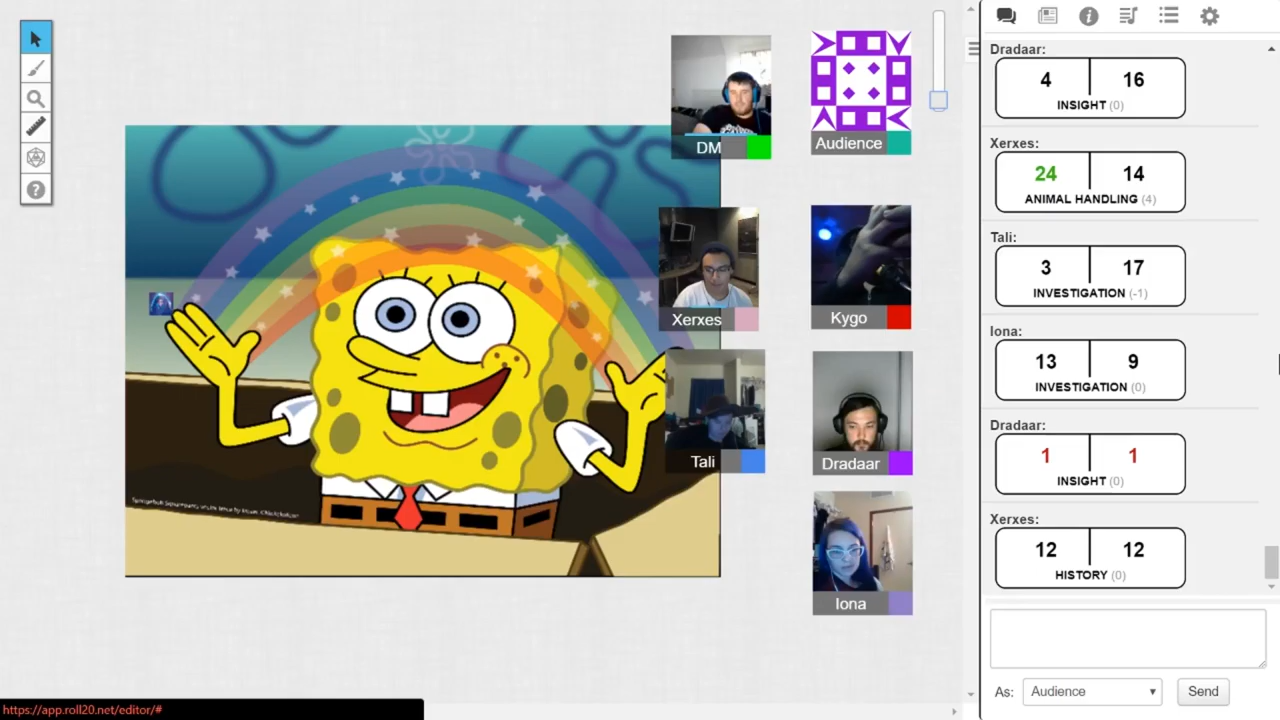 DM
Audience
Xerxes
Kygo
Tali
Dradaar
Iona
Dradaar:
4 16
INSIGHT (0)
Xerxes:
24 14
ANIMAL HANDLING (4)
Tali:
3 17
INVESTIGATION (-1)
Iona:
13 9
INVESTIGATION (0)
Dradaar:
1 1
INSIGHT (0)
Xerxes:
12 12
HISTORY (0)
As: Audience Send
https://app.roll20.net/editor/#